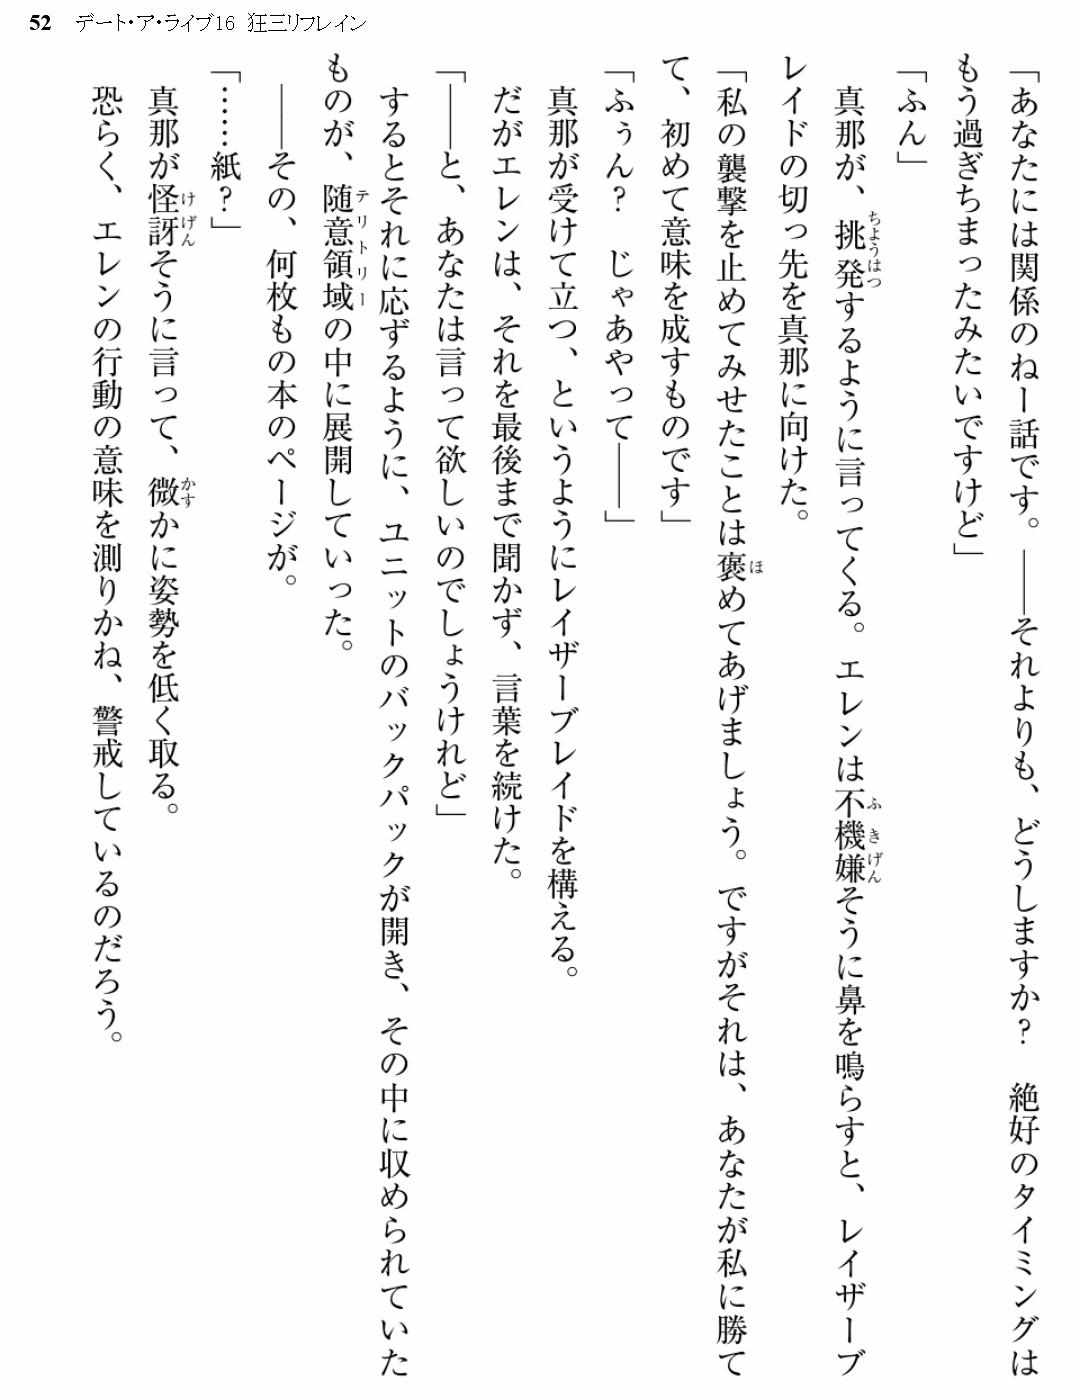 52 デート・ア・ライブ16 狂三リフレイン
「あなたには関係のねー話です。――それよりも、どうしますか？　絶好のタイミングは
もう過ぎちまったみたいですけど」
「ふん」
　真那が、挑発するように言ってくる。エレンは不機嫌そうに鼻を鳴らすと、レイザーブ
レイドの切っ先を真那に向けた。
「私の襲撃を止めてみせたことは褒めてあげましょう。ですがそれは、あなたが私に勝て
て、初めて意味を成すものです」
「ふぅん？　じゃあやって――」
　真那が受けて立つ、というようにレイザーブレイドを構える。
　だがエレンは、それを最後まで聞かず、言葉を続けた。
「――と、あなたは言って欲しいのでしょうけれど」
　するとそれに応ずるように、ユニットのバックパックが開き、その中に収められていた
ものが、随意領域の中に展開していった。
　――その、何枚もの本のページが。
「……紙？」
　真那が怪訝そうに言って、微かに姿勢を低く取る。
　恐らく、エレンの行動の意味を測りかね、警戒しているのだろう。